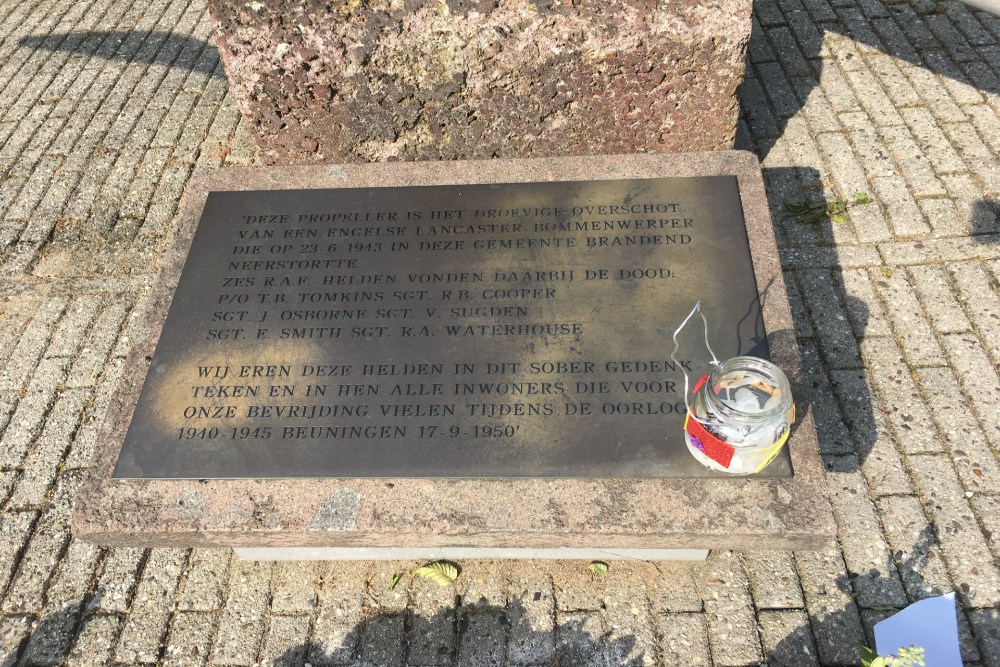 'DEZE PROPELLER IS HET DROEVIGE OVERSCHOT
VAN EEN ENGELSE LANCASTER-BOMMENWERPER
DIE OP 23-6-1943 IN DEZE GEMEENTE BRANDEND
NEERSTORTTE.
ZES R.A.F.-HELDEN VONDEN DAARBIJ DE DOOD:
P/O T.B. TOMKINS SGT. R.B. COOPER
SGT. J. OSBORNE SGT. V. SUGDEN
SGT. E. SMITH SGT. R.A. WATERHOUSE
WIJ EREN DEZE HELDEN IN DIT SOBER GEDENK-
TEKEN EN IN HEN ALLE INWONERS DIE VOOR
ONZE BEVRIJDING VIELEN TIJDENS DE OORLOG
1940-1945 BEUNINGEN 17-9-1950'